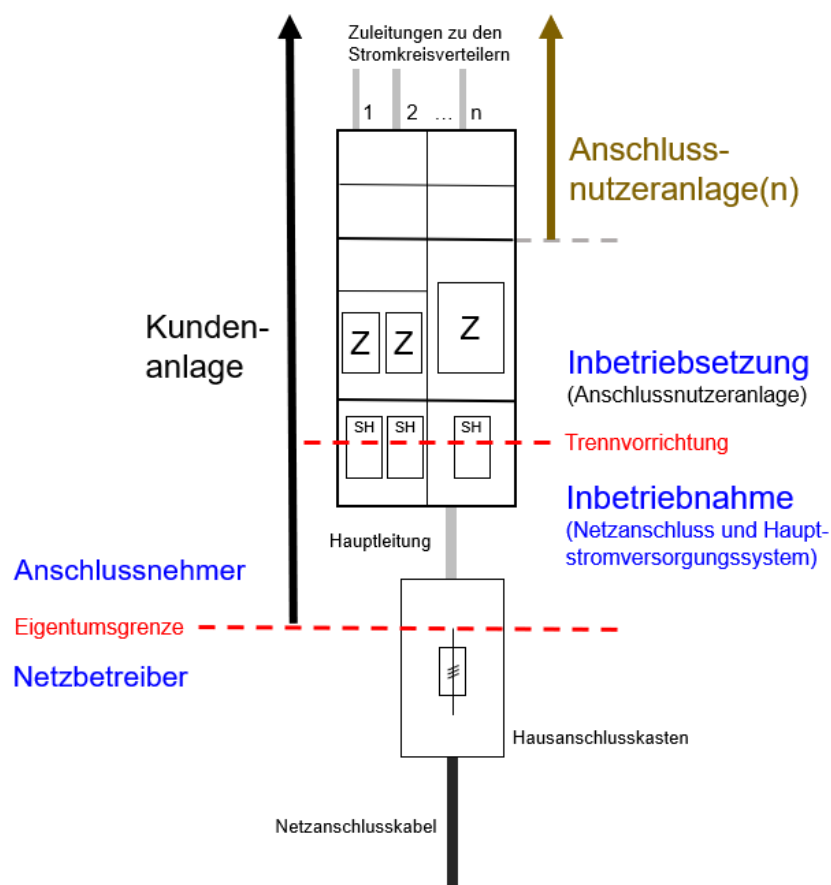 Zuleitungen zu den
Stromkreisverteilern
1 2 ... n
Anschluss-
nutzeranlage(n)
Kunden-
anlage
Z Z Z
Inbetriebsetzung
(Anschlussnutzeranlage)
SH SH SH
Trennvorrichtung
Inbetriebnahme
(Netzanschluss und Haupt-
stromversorgungssystem)
Hauptleitung
Anschlussnehmer
Eigentumsgrenze
Netzbetreiber
Hausanschlusskasten
Netzanschlusskabel